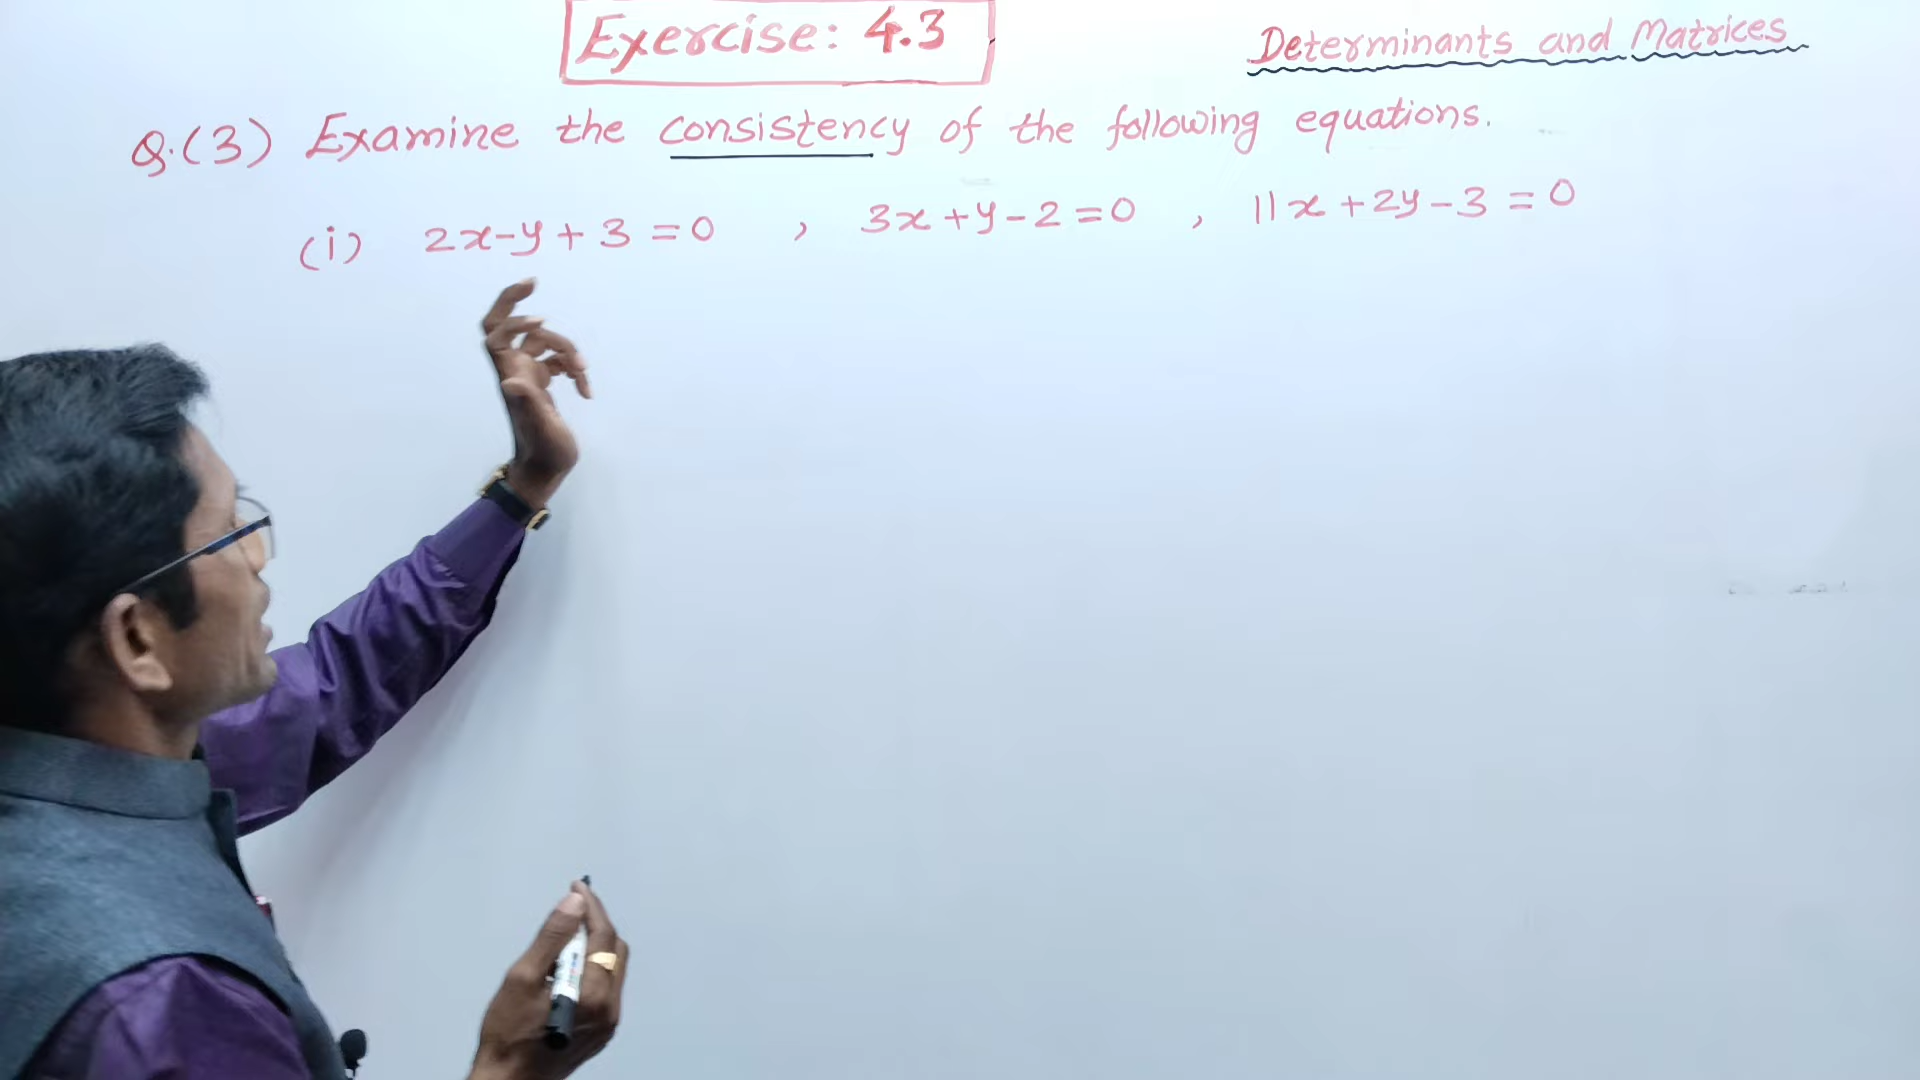 Exercise: 4.3
Determinants and Matrices
Q.(3) Examine the consistency of the following equations.
(i) 2x-y+3=0 , 3x+y-2=0 , 11x+2y-3=0